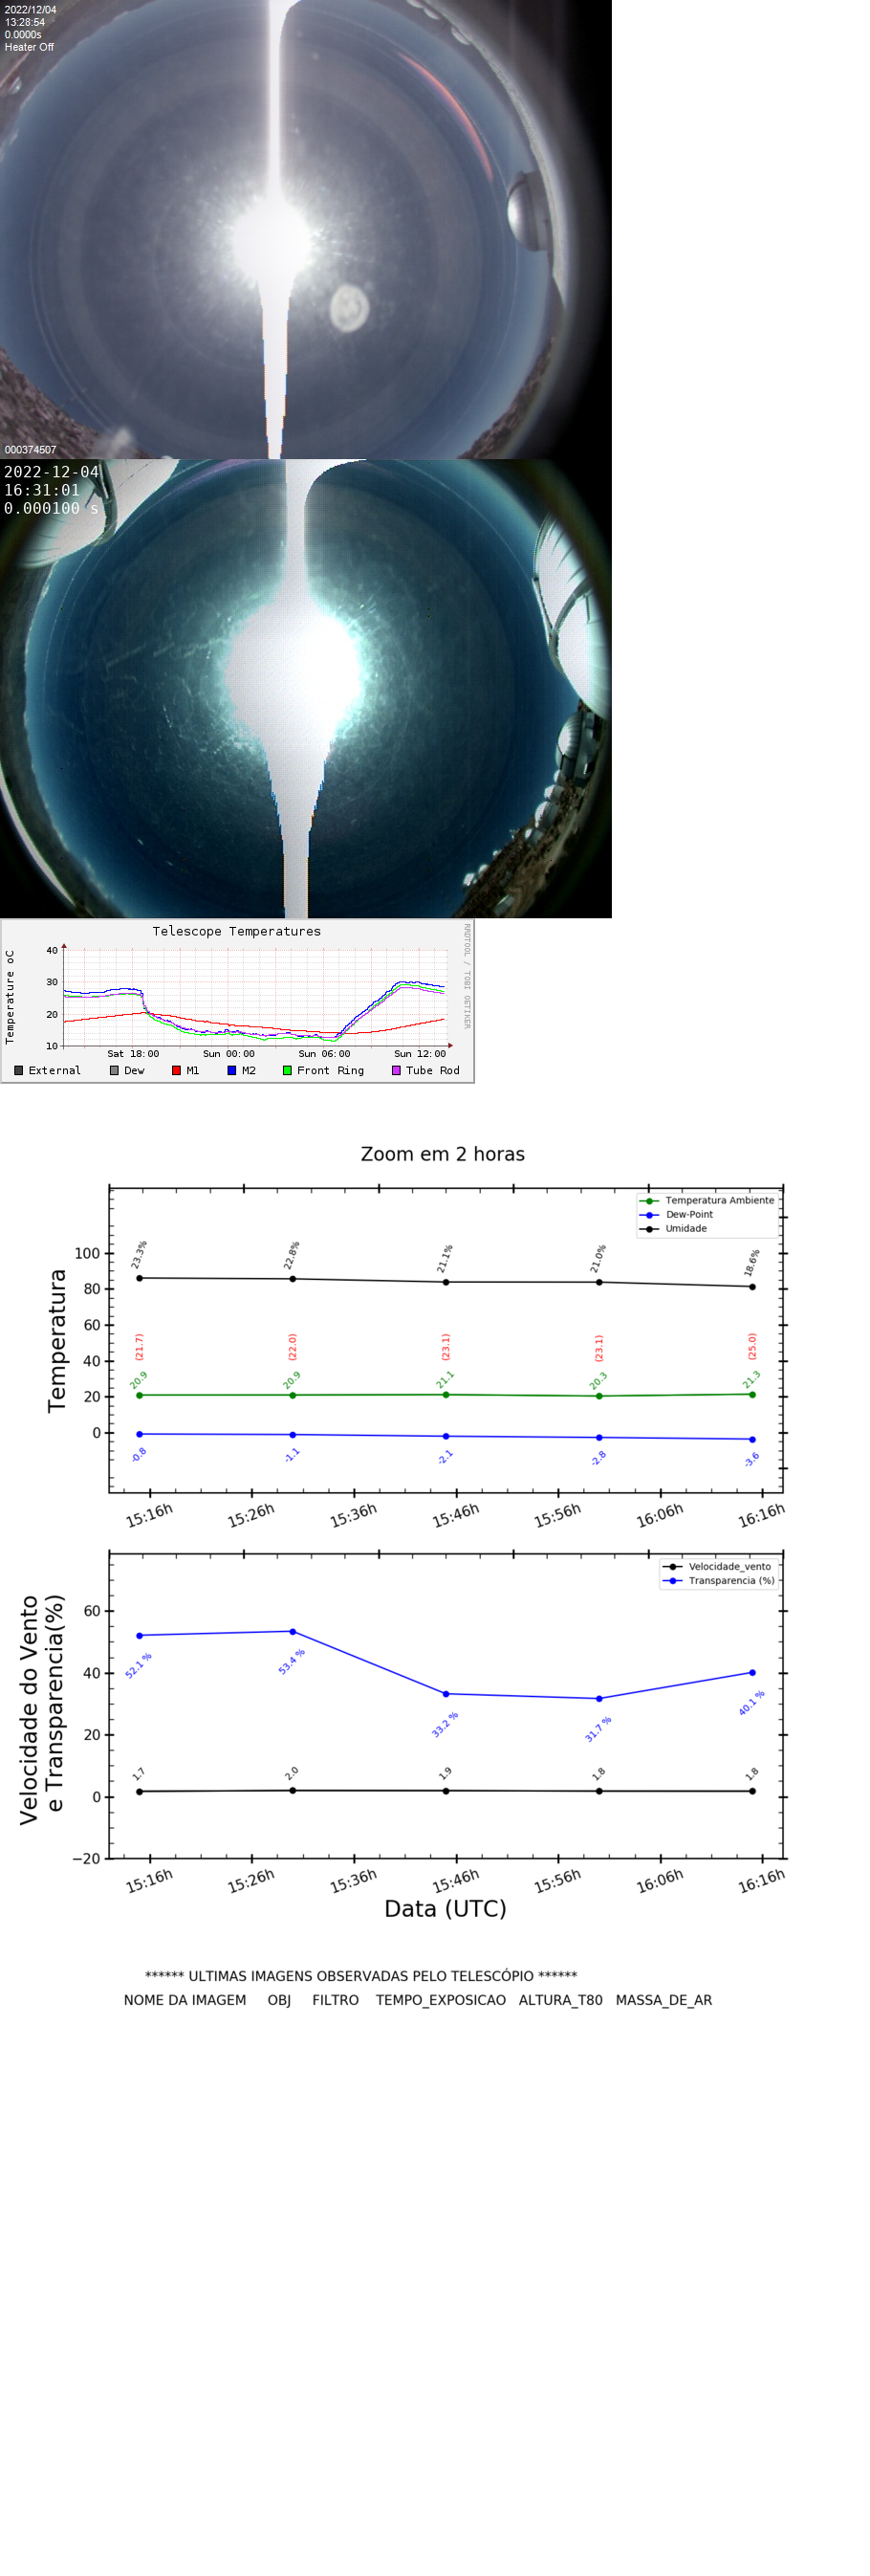 2022/12/04
13:28:54
0.0000s
Heater Off
000374507
2022-12-04
16:31:01
0.000100 s
Telescope Temperatures
RRDTOOL / TOBI OETIKER
Temperature oC
40
30
20
10
Sat 18:00 Sun 00:00 Sun 06:00 Sun 12:00
External Dew M1 M2 Front Ring Tube Rod
Zoom em 2 horas
Temperatura
Temperatura Ambiente
Dew-Point
Umidade
100
80
60
40
20
0
23.3% 22.8% 21.1% 21.0% 18.6%
(21.7) (22.0) (23.1) (23.1) (25.0)
20.9 20.9 21.1 20.3 21.3
-0.8 -1.1 -2.1 -2.8 -3.6
15:16h 15:26h 15:36h 15:46h 15:56h 16:06h 16:16h
Velocidade do Vento
e Transparencia(%)
Velocidade_vento
Transparencia (%)
60
40
20
0
−20
52.1 % 53.4 % 33.2 % 31.7 % 40.1 %
1.7 2.0 1.9 1.8 1.8
15:16h 15:26h 15:36h 15:46h 15:56h 16:06h 16:16h
Data (UTC)
****** ULTIMAS IMAGENS OBSERVADAS PELO TELESCÓPIO ******
NOME DA IMAGEM OBJ FILTRO TEMPO_EXPOSICAO ALTURA_T80 MASSA_DE_AR